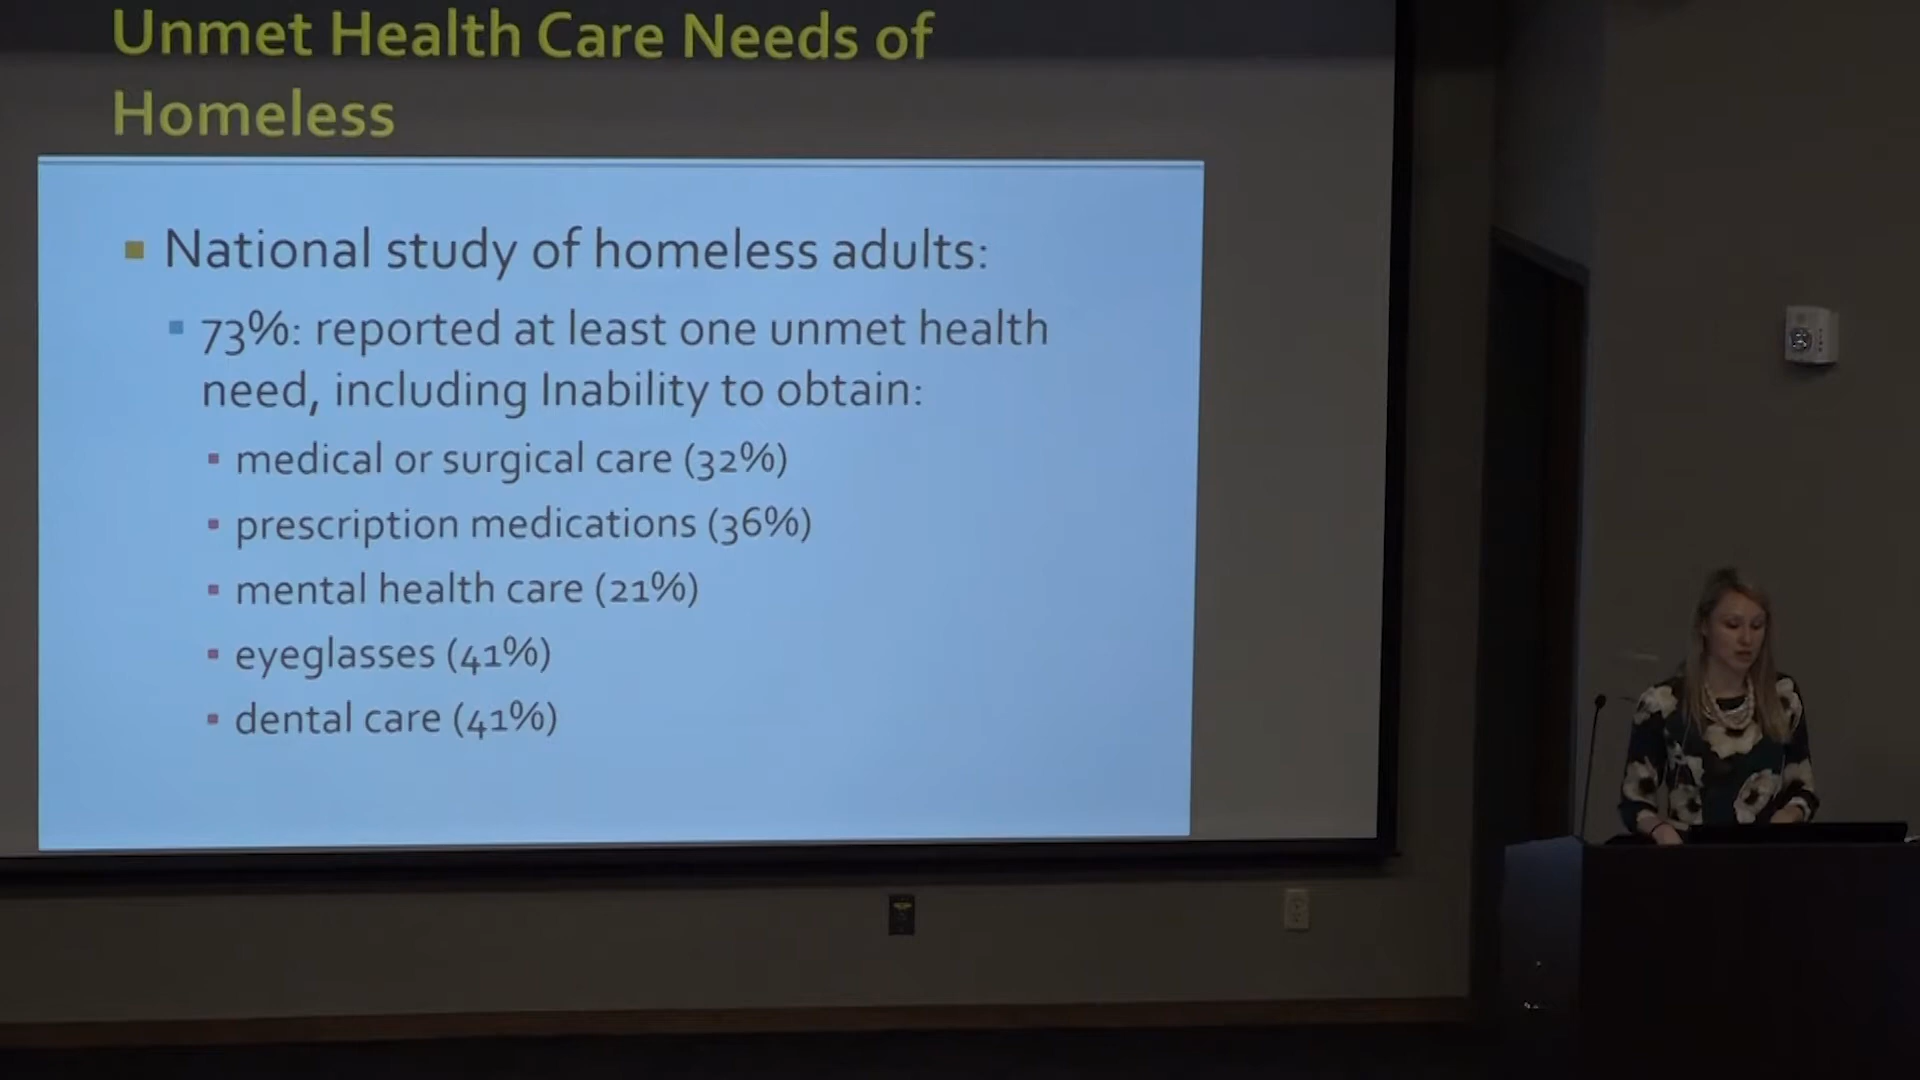 Unmet Health Care Needs of
Homeless
National study of homeless adults:
73%: reported at least one unmet health
need, including Inability to obtain:
medical or surgical care (32%)
prescription medications (36%)
mental health care (21%)
eyeglasses (41%)
dental care (41%)